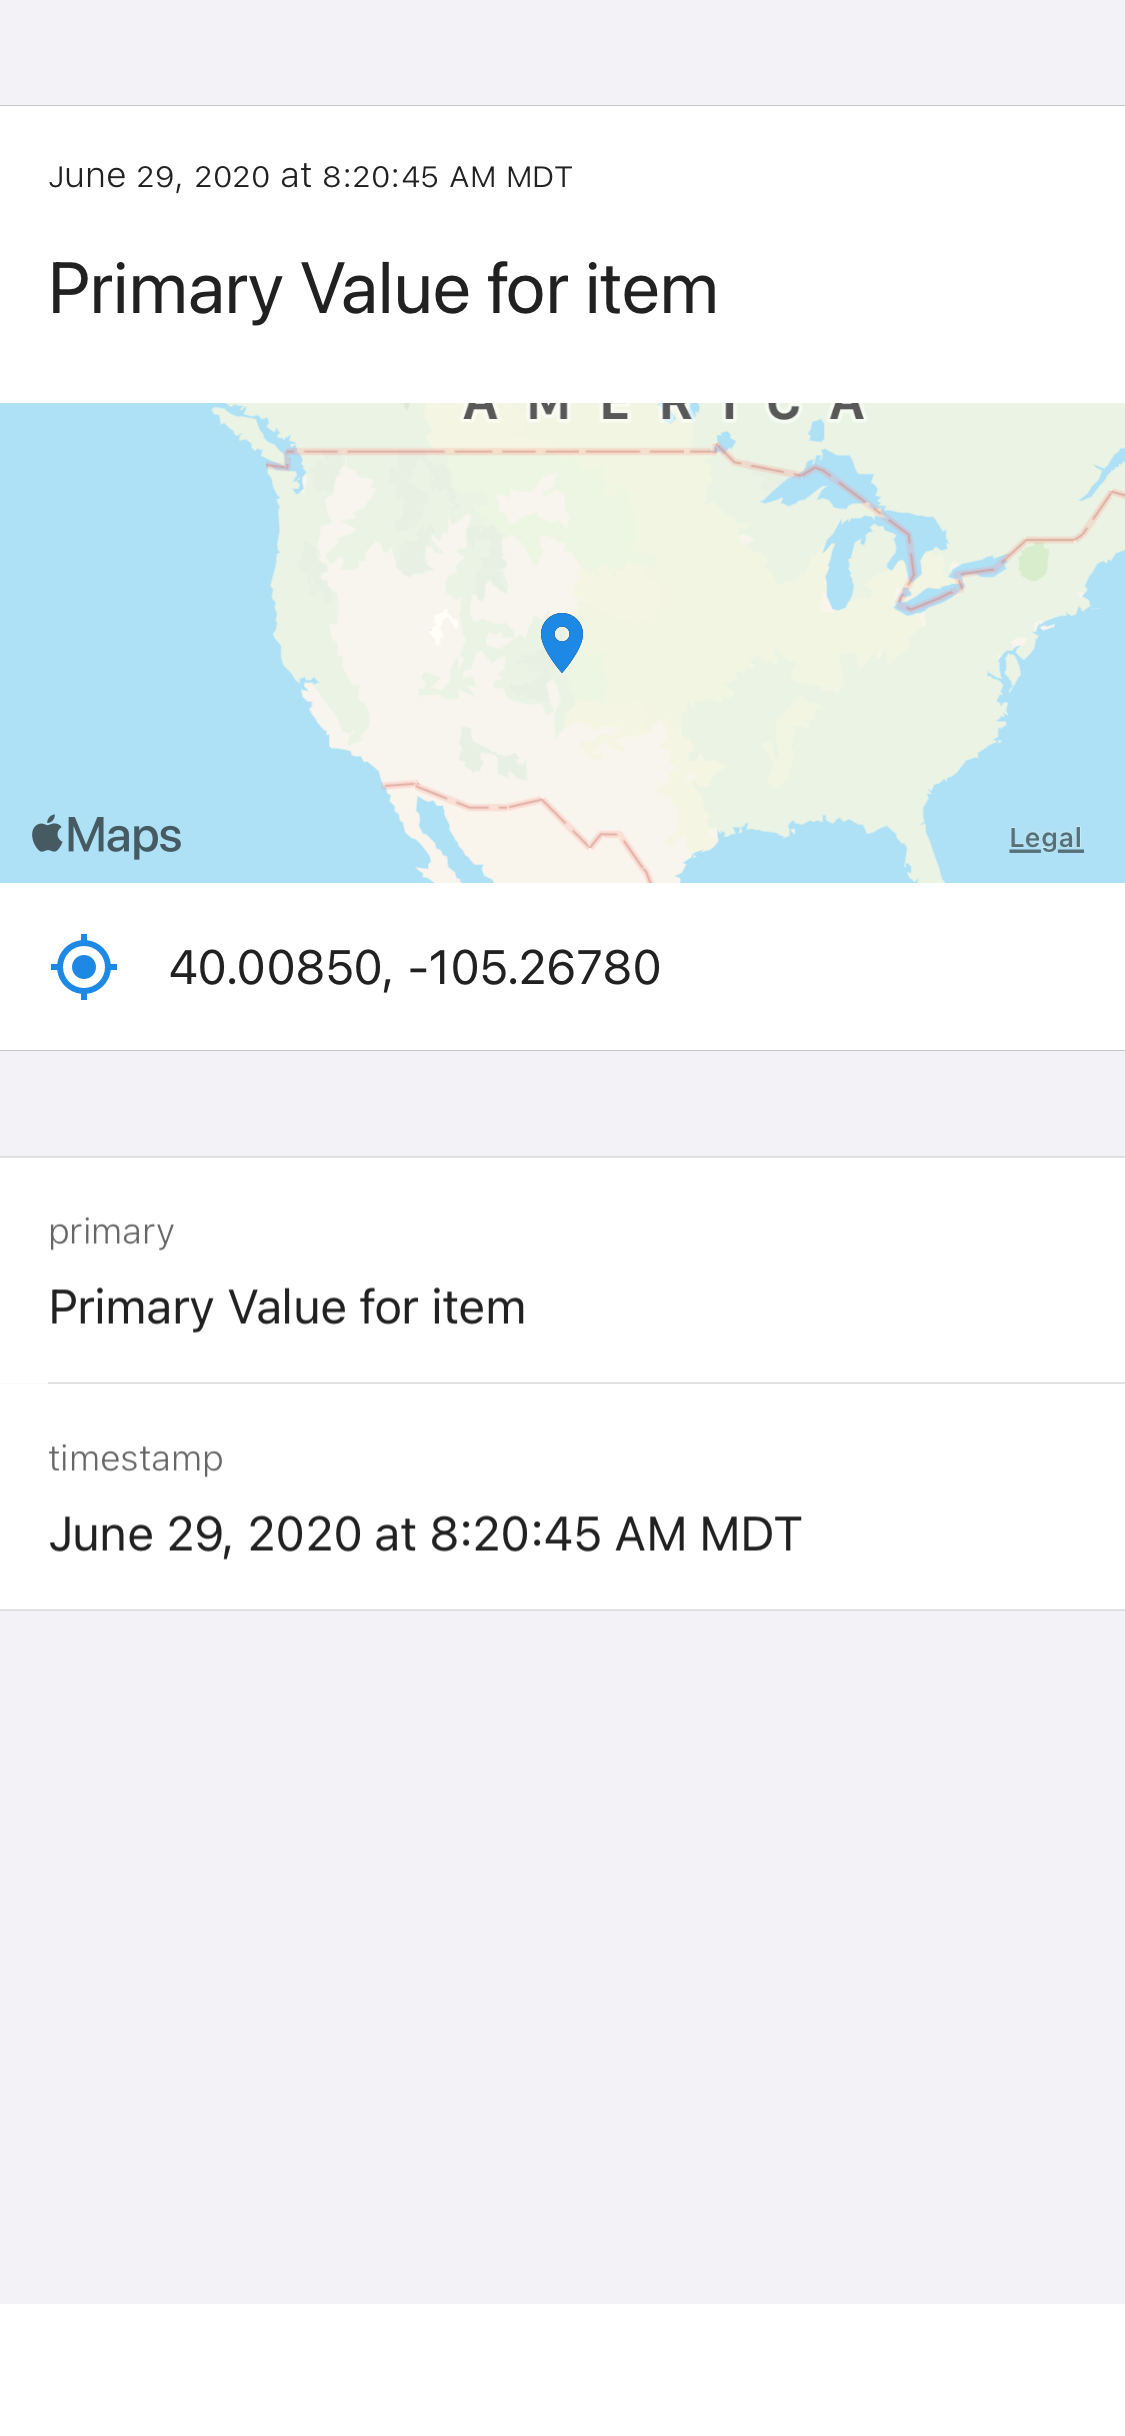 June 29, 2020 at 8:20:45 AM MDT
Primary Value for item
AMERICA
Maps
Legal
40.00850, -105.26780
primary
Primary Value for item
timestamp
June 29, 2020 at 8:20:45 AM MDT